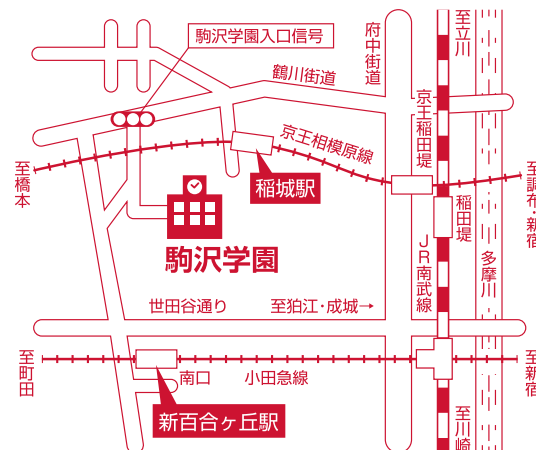 駒沢学園入口信号
府中街道
至立川
鶴川街道
京王稲田堤
京王相模原線
至橋本
稲城駅
至調布・新宿
稲田堤
駒沢学園
JR南武線
多摩川
世田谷通り
至狛江・成城→
至町田
南口
小田急線
至新宿
新百合ヶ丘駅
至川崎